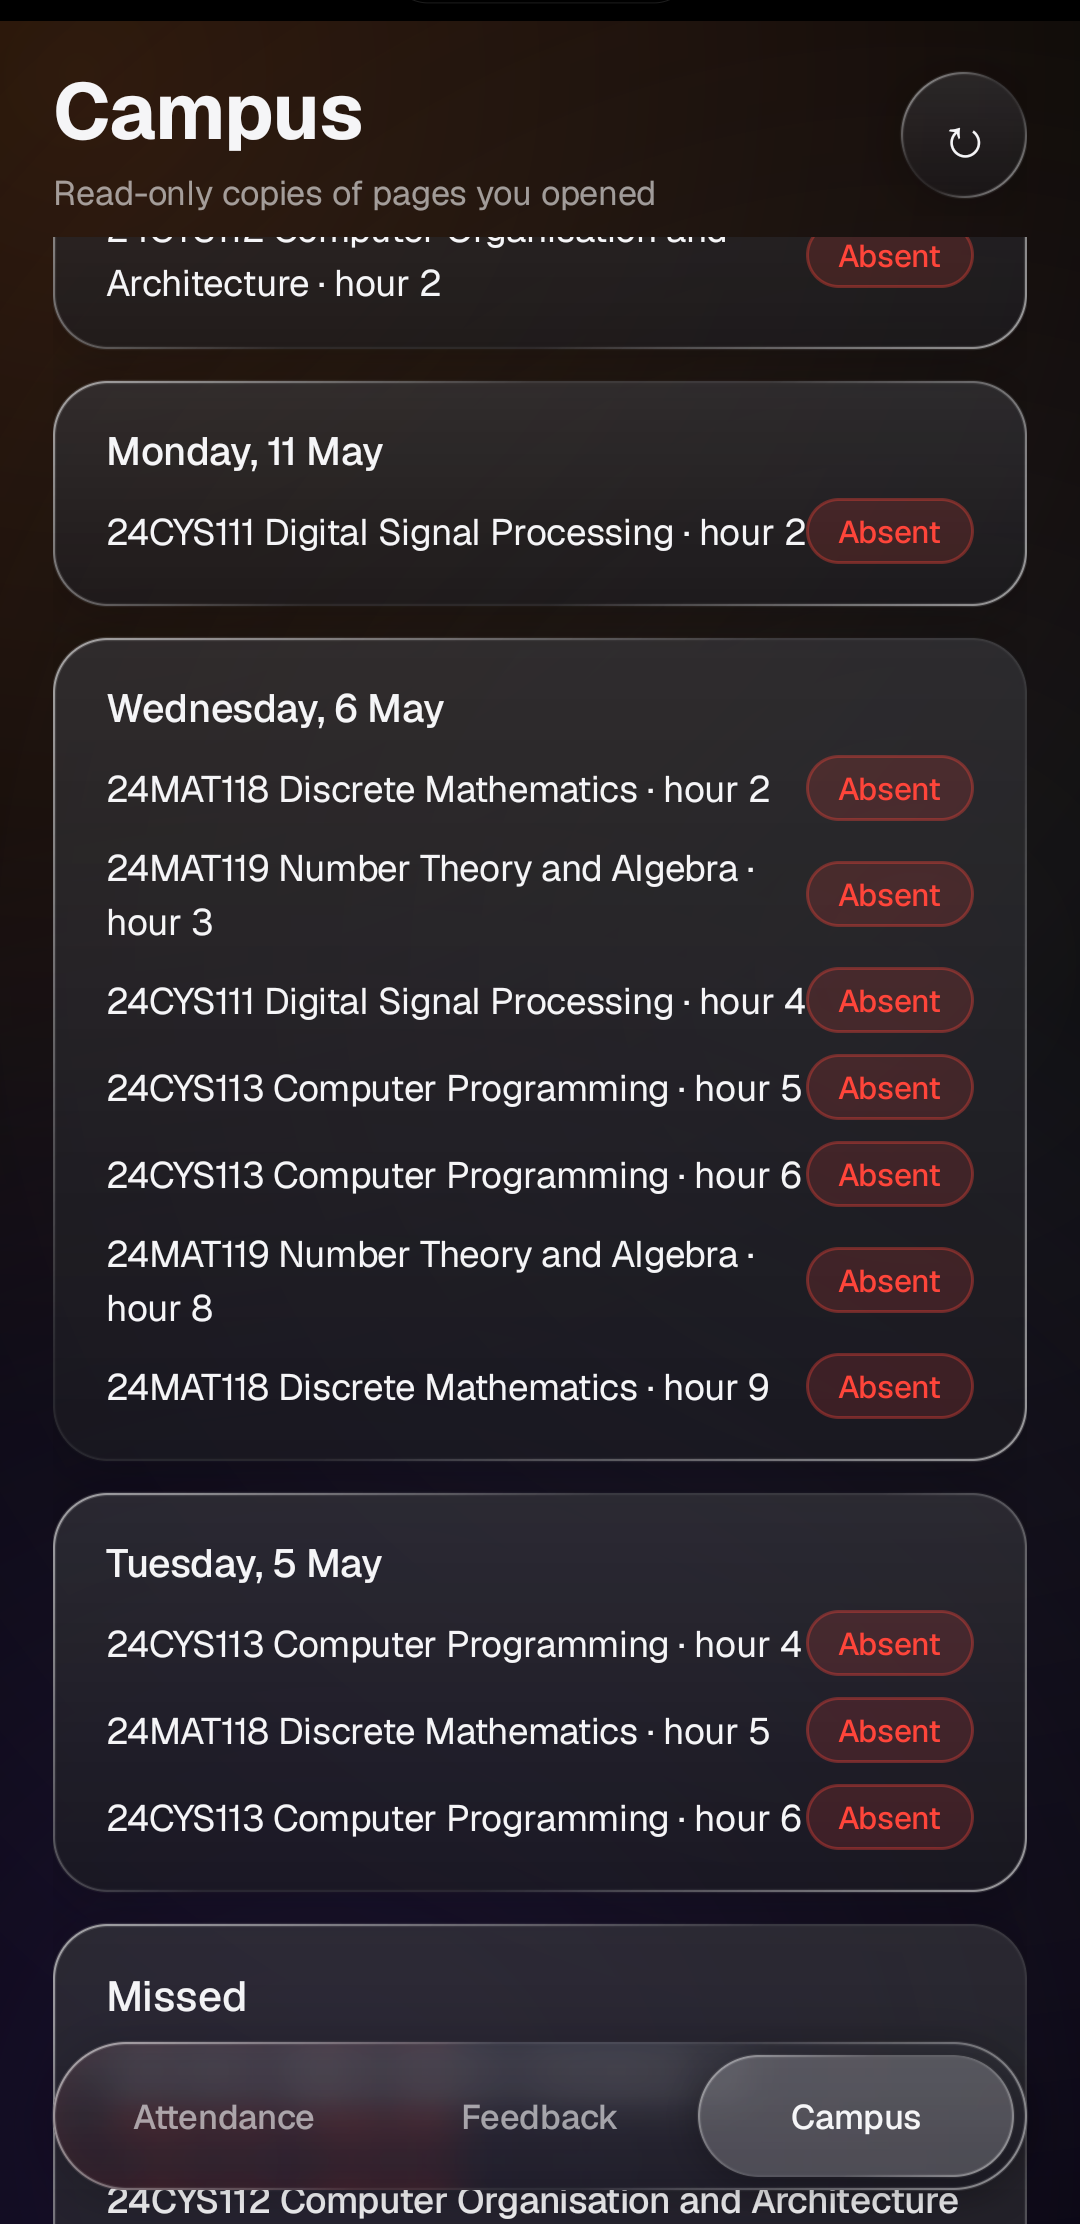 Campus
Read-only copies of pages you opened
24CYS112 Computer Organisation and
Architecture · hour 2
Absent
Monday, 11 May
24CYS111 Digital Signal Processing · hour 2
Absent
Wednesday, 6 May
24MAT118 Discrete Mathematics · hour 2
Absent
24MAT119 Number Theory and Algebra ·
hour 3
Absent
24CYS111 Digital Signal Processing · hour 4
Absent
24CYS113 Computer Programming · hour 5
Absent
24CYS113 Computer Programming · hour 6
Absent
24MAT119 Number Theory and Algebra ·
hour 8
Absent
24MAT118 Discrete Mathematics · hour 9
Absent
Tuesday, 5 May
24CYS113 Computer Programming · hour 4
Absent
24MAT118 Discrete Mathematics · hour 5
Absent
24CYS113 Computer Programming · hour 6
Absent
Missed
Attendance
Feedback
Campus
24CYS112 Computer Organisation and Architecture